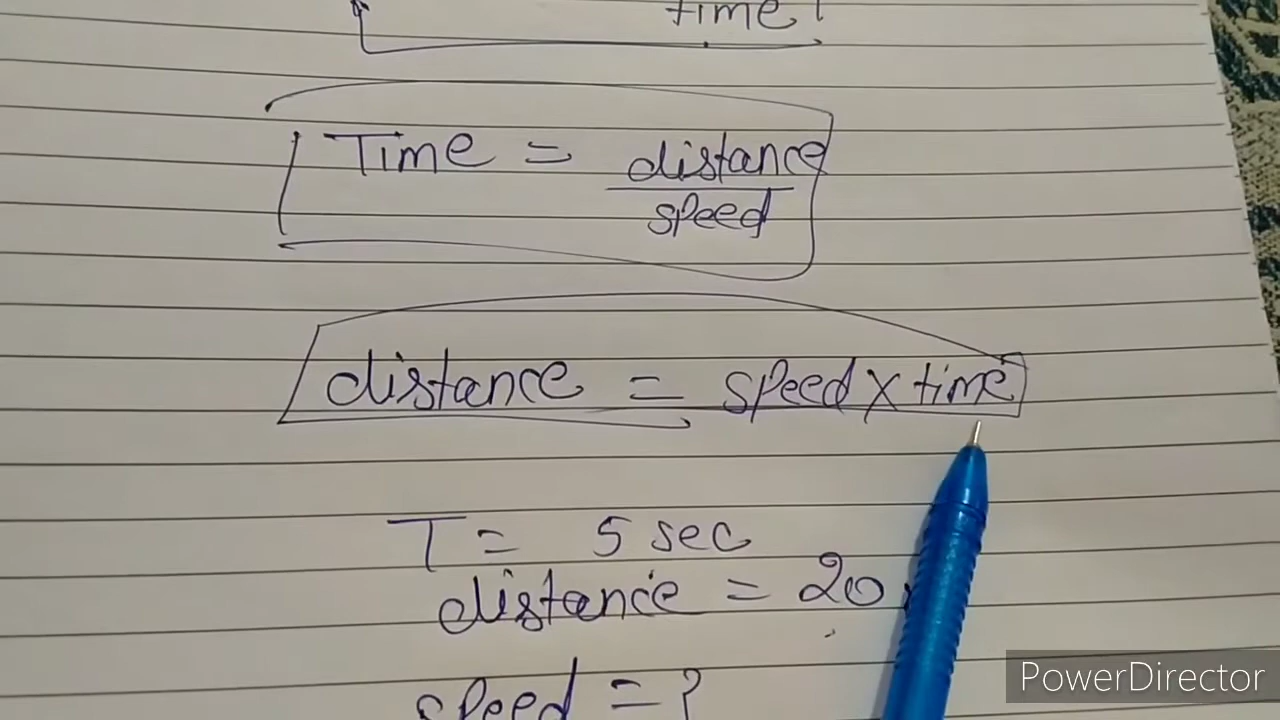 time
Time = distance
speed
distance = speed x time
T = 5 sec
distance = 20
speed = ?
PowerDirector